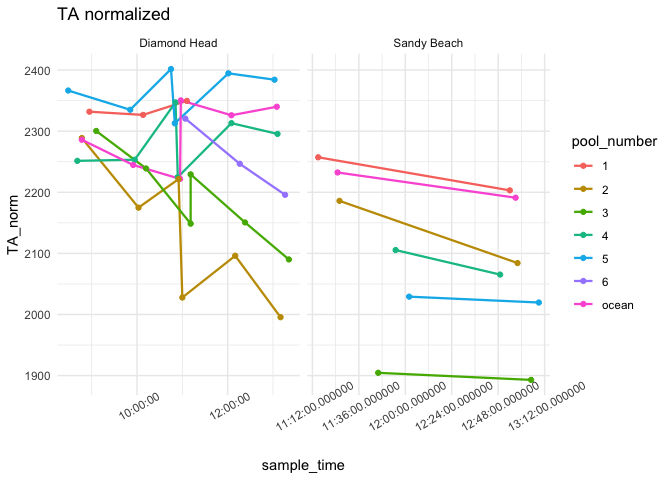 TA normalized
Diamond Head
Sandy Beach
2400
2300
2200
2100
2000
1900
TA_norm
10:00:00
12:00:00
11:12:00.000000
11:36:00.000000
12:00:00.000000
12:24:00.000000
12:48:00.000000
13:12:00.000000
sample_time
pool_number
1
2
3
4
5
6
ocean